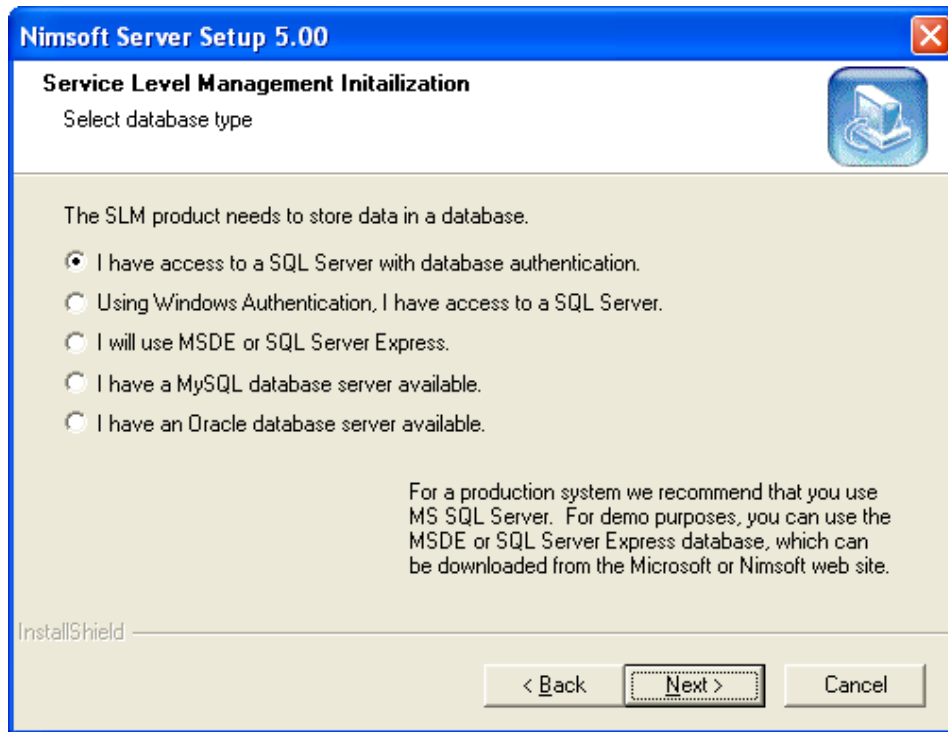 Nimsoft Server Setup 5.00
Service Level Management Initailization
Select database type
The SLM product needs to store data in a database.
I have access to a SQL Server with database authentication.
Using Windows Authentication, I have access to a SQL Server.
I will use MSDE or SQL Server Express.
I have a MySQL database server available.
I have an Oracle database server available.
For a production system we recommend that you use
MS SQL Server. For demo purposes, you can use the
MSDE or SQL Server Express database, which can
be downloaded from the Microsoft or Nimsoft web site.
InstallShield
< Back
Next >
Cancel